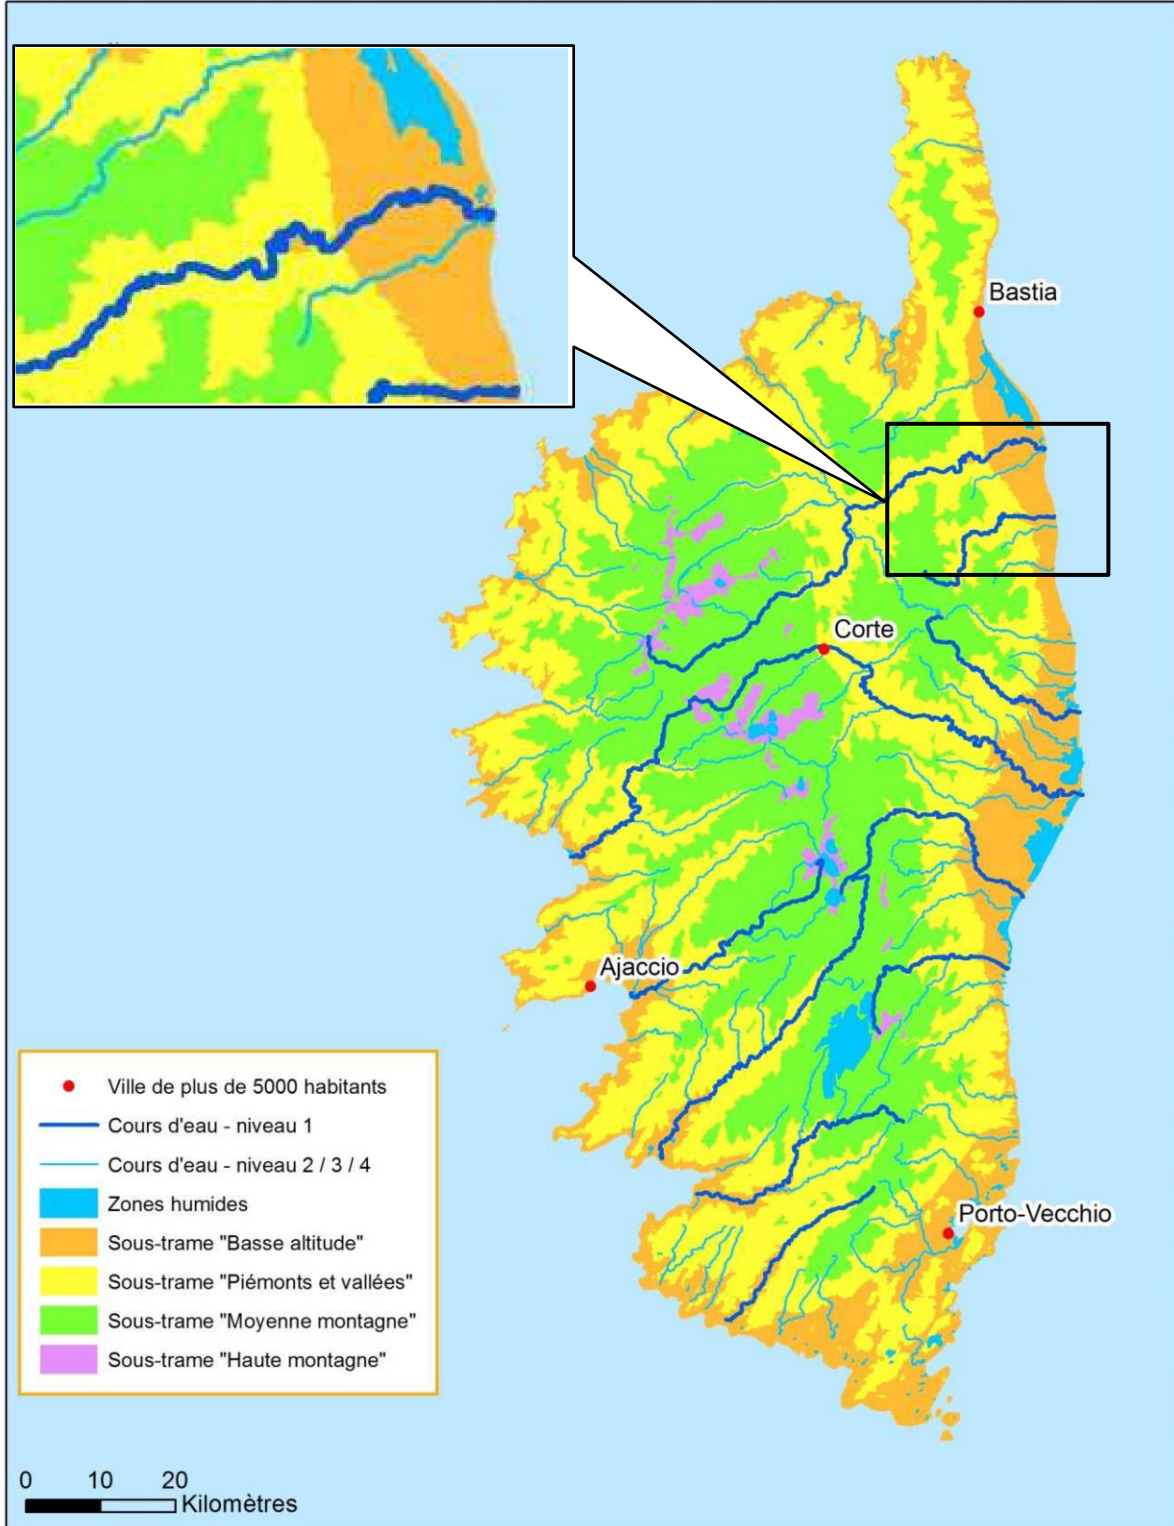 Bastia
Corte
Ajaccio
Porto-Vecchio
Ville de plus de 5000 habitants
Cours d'eau - niveau 1
Cours d'eau - niveau 2 / 3 / 4
Zones humides
Sous-trame "Basse altitude"
Sous-trame "Piémonts et vallées"
Sous-trame "Moyenne montagne"
Sous-trame "Haute montagne"
0 10 20
Kilomètres